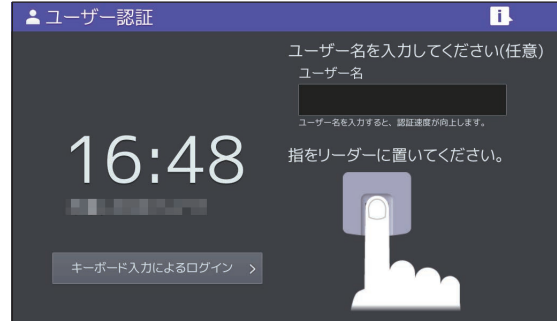 ユーザー認証
ユーザー名を入力してください(任意)
ユーザー名
ユーザー名を入力すると、認証速度が向上します。
16:48
指をリーダーに置いてください。
キーボード入力によるログイン